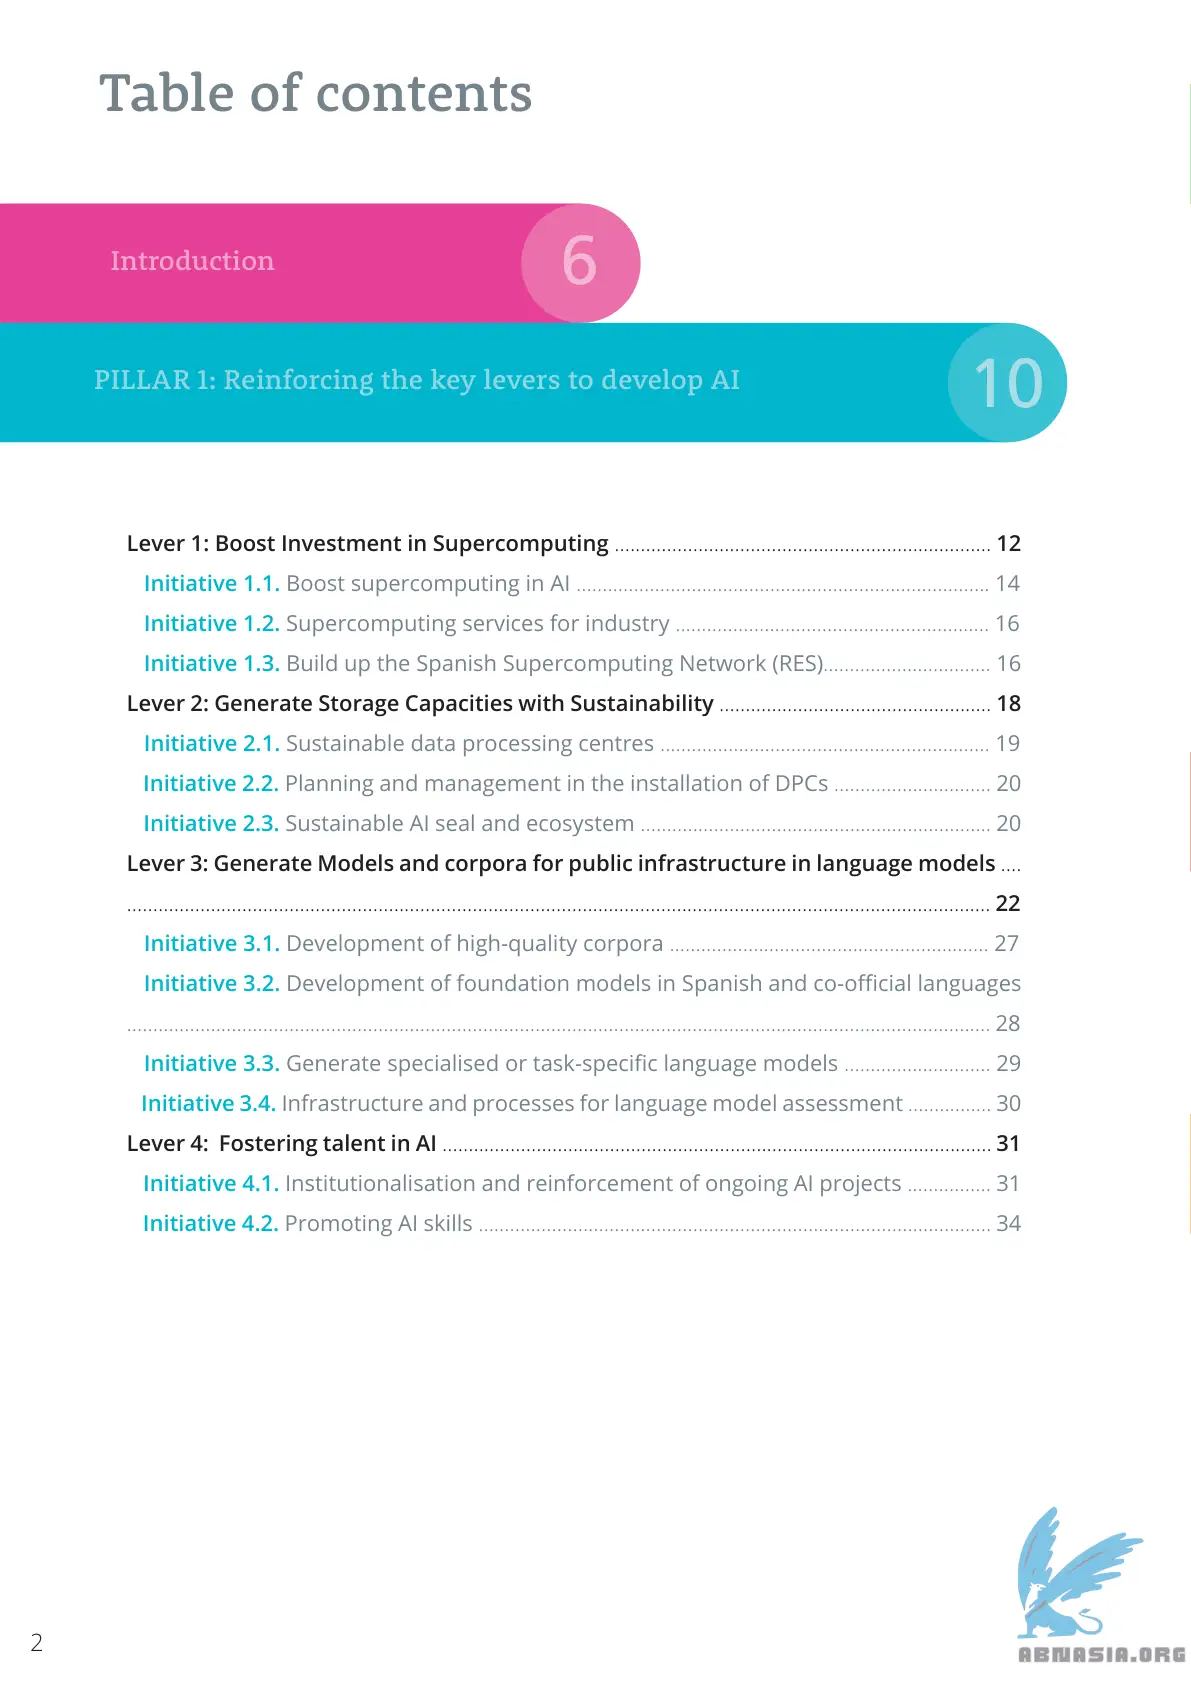 Table of contents
Introduction 6
PILLAR 1: Reinforcing the key levers to develop AI 10
Lever 1: Boost Investment in Supercomputing ........................................................................ 12
Initiative 1.1. Boost supercomputing in AI ............................................................................... 14
Initiative 1.2. Supercomputing services for industry ............................................................ 16
Initiative 1.3. Build up the Spanish Supercomputing Network (RES)................................ 16
Lever 2: Generate Storage Capacities with Sustainability .................................................... 18
Initiative 2.1. Sustainable data processing centres ............................................................... 19
Initiative 2.2. Planning and management in the installation of DPCs .............................. 20
Initiative 2.3. Sustainable AI seal and ecosystem ................................................................... 20
Lever 3: Generate Models and corpora for public infrastructure in language models ....
..................................................................................................................................................................... 22
Initiative 3.1. Development of high-quality corpora ............................................................. 27
Initiative 3.2. Development of foundation models in Spanish and co-official languages
..................................................................................................................................................................... 28
Initiative 3.3. Generate specialised or task-specific language models ............................ 29
Initiative 3.4. Infrastructure and processes for language model assessment ................ 30
Lever 4:  Fostering talent in AI ......................................................................................................... 31
Initiative 4.1. Institutionalisation and reinforcement of ongoing AI projects ................ 31
Initiative 4.2. Promoting AI skills .................................................................................................. 34
2
ABNASIA.ORG